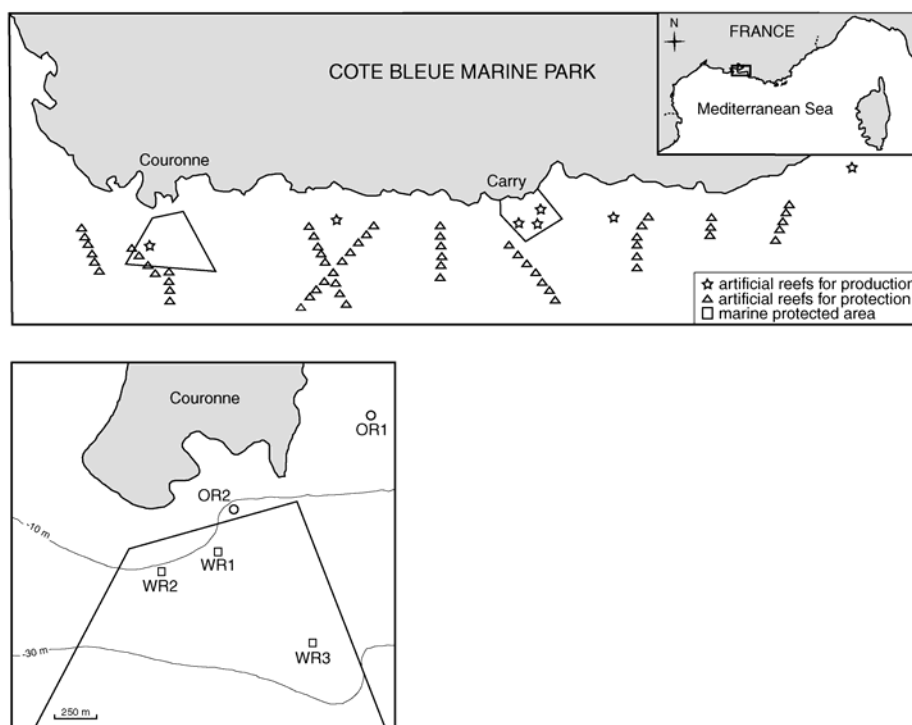 COTE BLEUE MARINE PARK
N
FRANCE
Mediterranean Sea
Couronne
Carry
artificial reefs for production
artificial reefs for protection
marine protected area
Couronne
OR1
OR2
-10 m
WR1
WR2
-30 m
WR3
250 m